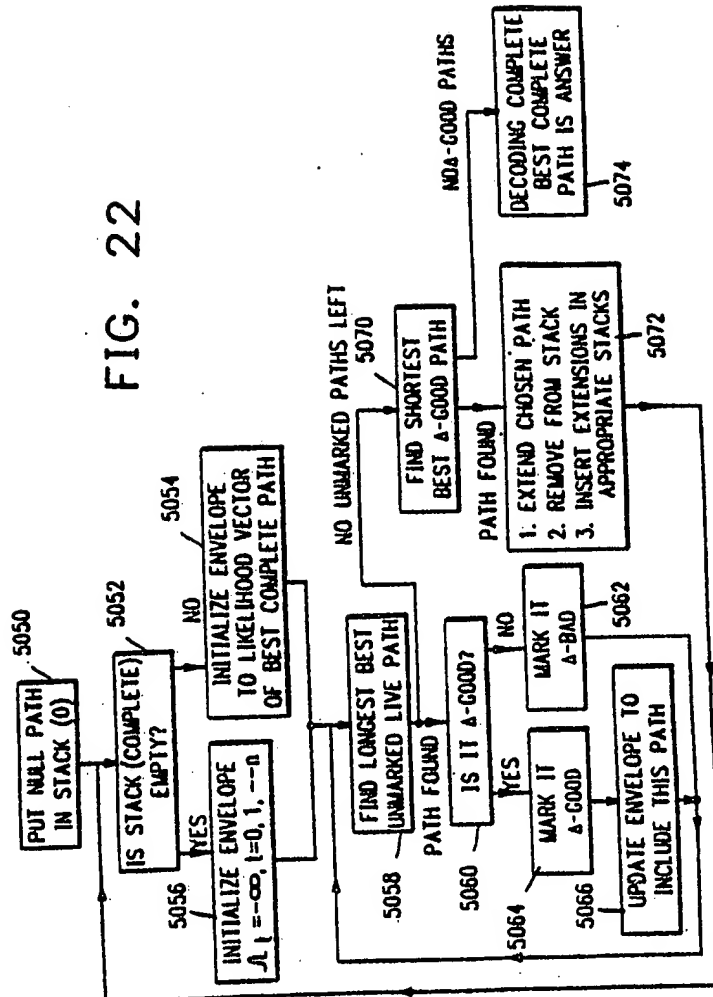 FIG. 22
5050
PUT NULL PATH
IN STACK (0)
5052
IS STACK (COMPLETE)
EMPTY?
YES
NO
5056
INITIALIZE ENVELOPE
Λ t = -∞, t=0, 1, --n
5054
INITIALIZE ENVELOPE
TO LIKELIHOOD VECTOR
OF BEST COMPLETE PATH
5058
FIND LONGEST BEST
UNMARKED LIVE PATH
PATH FOUND
NO UNMARKED PATHS LEFT
5060
IS IT Δ-GOOD?
YES
NO
5064
MARK IT
Δ-GOOD
MARK IT
Δ-BAD
5062
5066
UPDATE ENVELOPE TO
INCLUDE THIS PATH
5070
FIND SHORTEST
BEST Δ-GOOD PATH
PATH FOUND
NOΔ-GOOD PATHS
1. EXTEND CHOSEN PATH
2. REMOVE FROM STACK
3. INSERT EXTENSIONS IN
APPROPRIATE STACKS
5072
DECODING COMPLETE
BEST COMPLETE
PATH IS ANSWER
5074